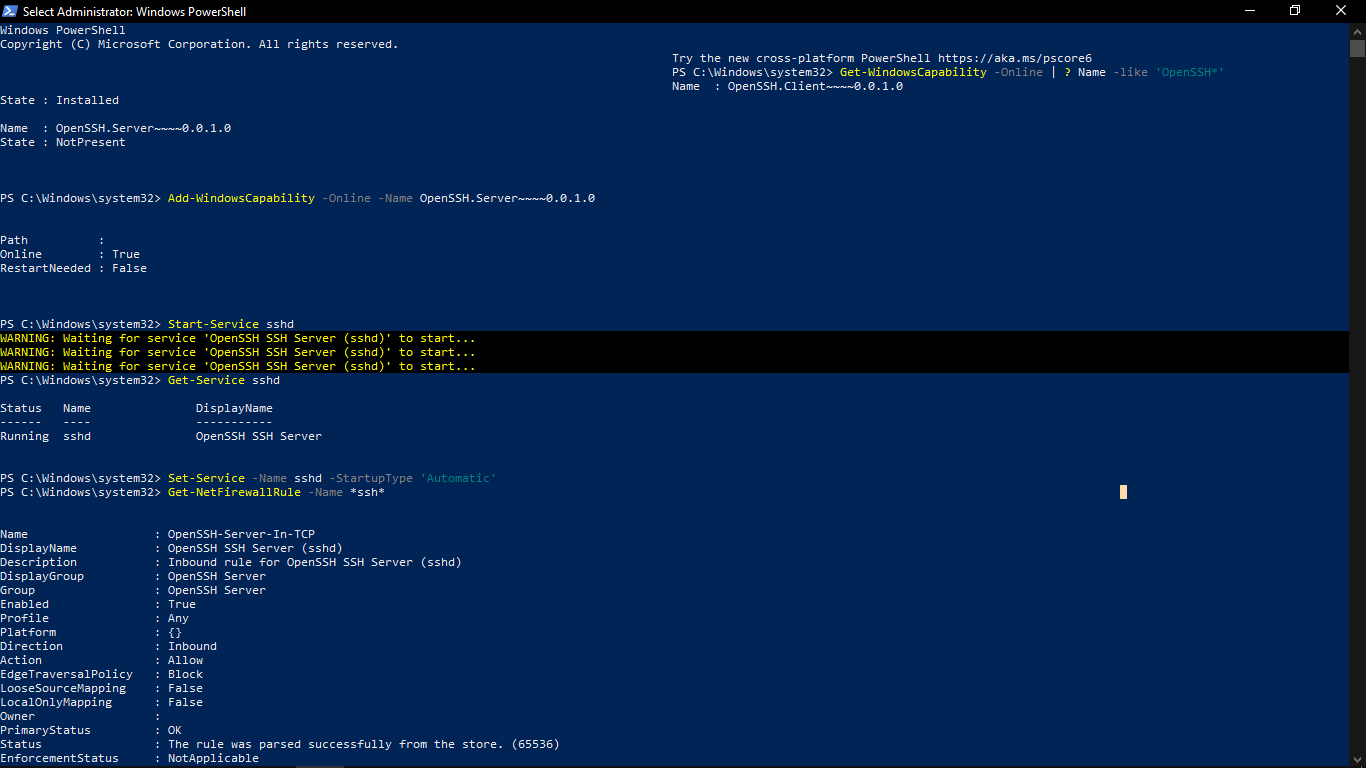 Select Administrator: Windows PowerShell
Windows PowerShell
Copyright (C) Microsoft Corporation. All rights reserved.
Try the new cross-platform PowerShell https://aka.ms/pscore6
PS C:\Windows\system32> Get-WindowsCapability -Online | ? Name -like 'OpenSSH*'
Name  : OpenSSH.Client~~~~0.0.1.0
State : Installed
Name  : OpenSSH.Server~~~~0.0.1.0
State : NotPresent
PS C:\Windows\system32> Add-WindowsCapability -Online -Name OpenSSH.Server~~~~0.0.1.0
Path          :
Online        : True
RestartNeeded : False
PS C:\Windows\system32> Start-Service sshd
WARNING: Waiting for service 'OpenSSH SSH Server (sshd)' to start...
WARNING: Waiting for service 'OpenSSH SSH Server (sshd)' to start...
WARNING: Waiting for service 'OpenSSH SSH Server (sshd)' to start...
PS C:\Windows\system32> Get-Service sshd
Status   Name               DisplayName
------   ----               -----------
Running  sshd               OpenSSH SSH Server
PS C:\Windows\system32> Set-Service -Name sshd -StartupType 'Automatic'
PS C:\Windows\system32> Get-NetFirewallRule -Name *ssh*
Name                  : OpenSSH-Server-In-TCP
DisplayName           : OpenSSH SSH Server (sshd)
Description           : Inbound rule for OpenSSH SSH Server (sshd)
DisplayGroup          : OpenSSH Server
Group                 : OpenSSH Server
Enabled               : True
Profile               : Any
Platform              : {}
Direction             : Inbound
Action                : Allow
EdgeTraversalPolicy   : Block
LooseSourceMapping    : False
LocalOnlyMapping      : False
Owner                 :
PrimaryStatus         : OK
Status                : The rule was parsed successfully from the store. (65536)
EnforcementStatus     : NotApplicable